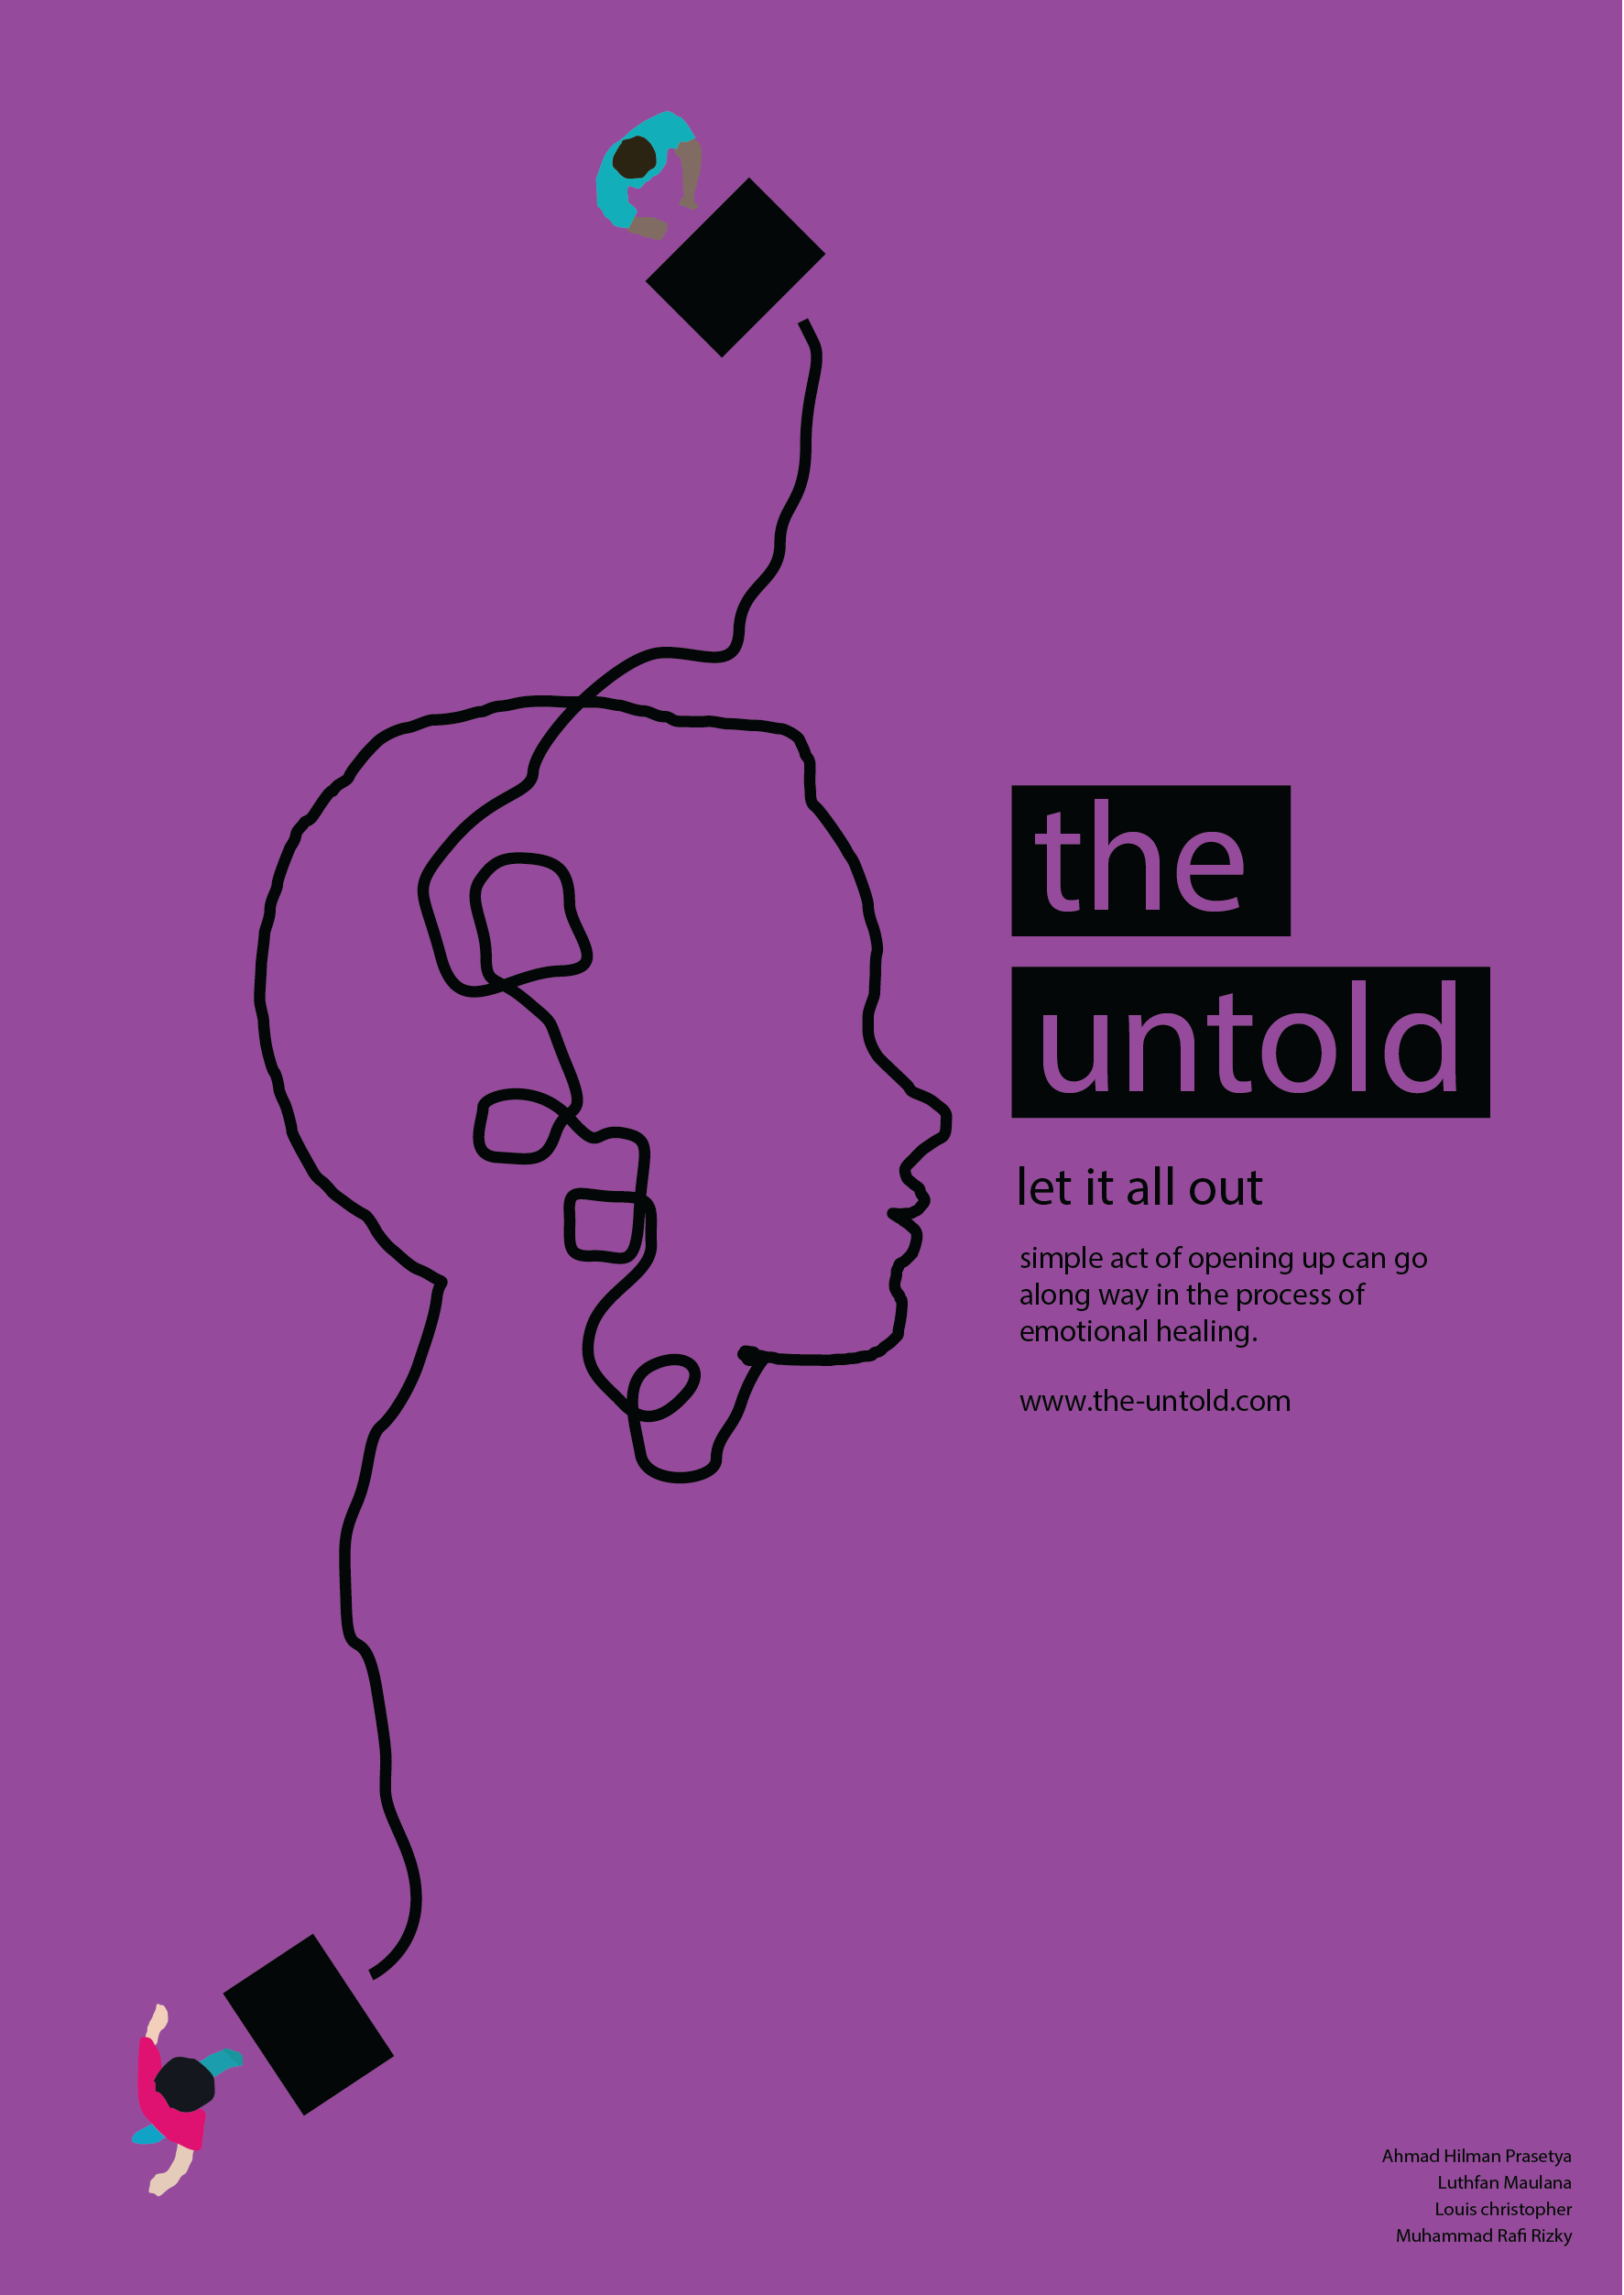 the
untold
let it all out
simple act of opening up can go
along way in the process of
emotional healing.
www.the-untold.com
Ahmad Hilman Prasetya
Luthfan Maulana
Louis christopher
Muhammad Rafi Rizky